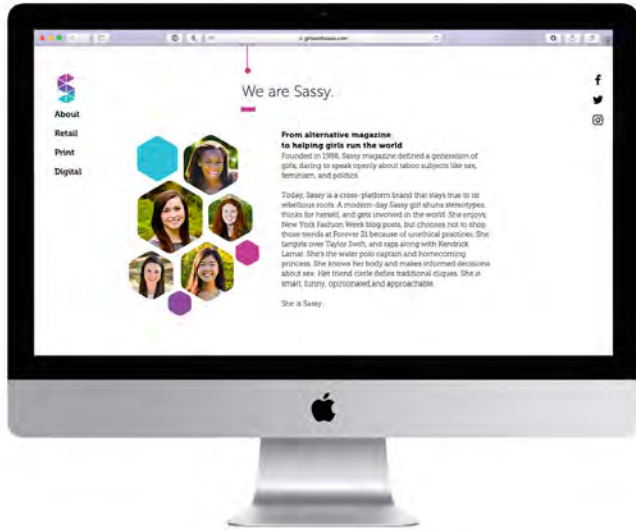 girlswithsass.com
We are Sassy.
About
Retail
Print
Digital
From alternative magazine
to helping girls run the world
Founded in 1988, Sassy magazine defined a generation of
girls, daring to speak openly about taboo subjects like sex,
feminism, and politics.
Today, Sassy is a cross-platform brand that stays true to its
rebellious roots. A modern-day Sassy girl shuns stereotypes,
thinks for herself, and gets involved in the world. She enjoys
New York Fashion Week blog posts, but chooses not to shop
those trends at Forever 21 because of unethical practices. She
fangirls over Taylor Swift, and raps along with Kendrick
Lamar. She's the water polo captain and homecoming
princess. She knows her body and makes informed decisions
about sex. Her friend circle defies traditional cliques. She is
smart, funny, opinionated,and approachable.
She is Sassy.